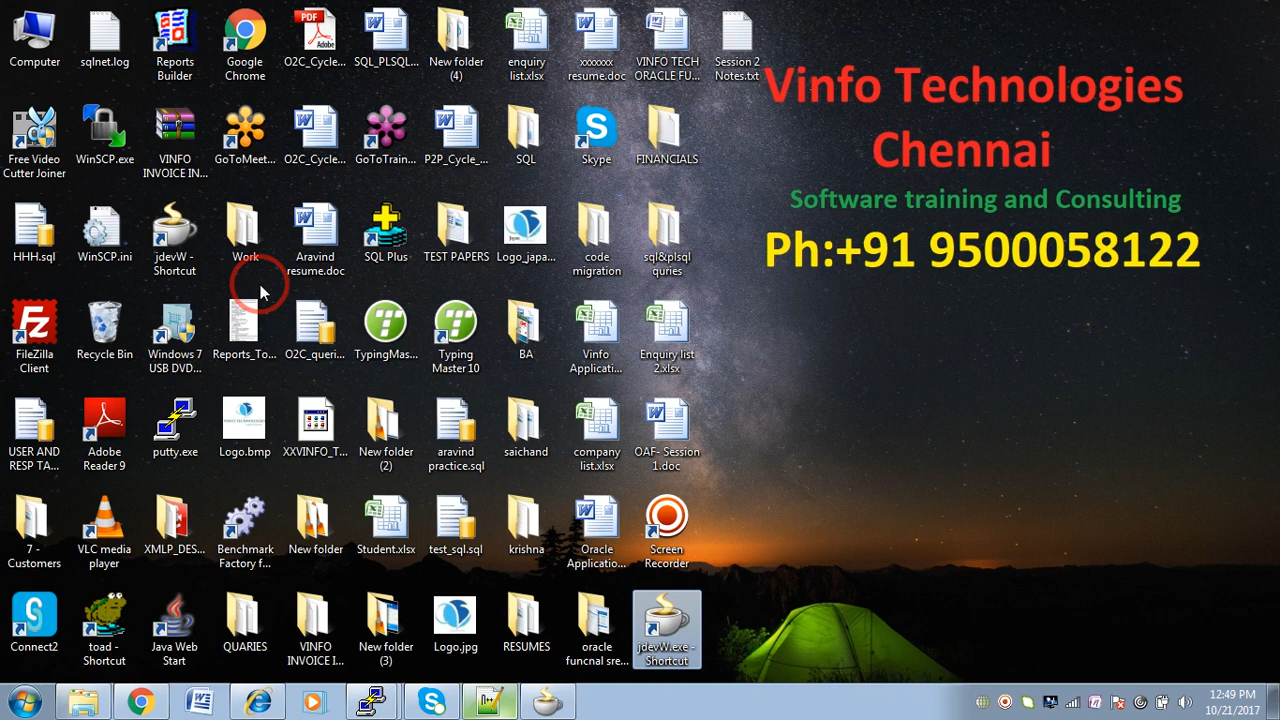 Computer
sqlnet.log
Reports
Builder
Google
Chrome
PDF
Adobe
O2C_Cycle...
SQL_PLSQL...
New folder
(4)
enquiry
list.xlsx
xxxxxx
resume.doc
VINFO TECH
ORACLE FU...
Session 2
Notes.txt
Vinfo Technologies
Chennai
Software training and Consulting
Ph:+91 9500058122
Free Video
Cutter Joiner
WinSCP.exe
VINFO
INVOICE IN...
GoToMeet...
O2C_Cycle...
GoToTrain...
P2P_Cycle_...
SQL
Skype
FINANCIALS
HHH.sql
WinSCP.ini
jdevW -
Shortcut
Work
Aravind
resume.doc
SQL Plus
TEST PAPERS
Logo_japa...
code
migration
sql&plsql
quries
FileZilla
Client
Recycle Bin
Windows 7
USB DVD...
Reports_To...
O2C_queri...
TypingMas...
Typing
Master 10
BA
Vinfo
Applicati...
Enquiry list
2.xlsx
USER AND
RESP TA...
Adobe
Reader 9
putty.exe
Logo.bmp
XXVINFO_T...
New folder
(2)
aravind
practice.sql
saichand
company
list.xlsx
OAF- Session
1.doc
7 -
Customers
VLC media
player
XMLP_DES...
Benchmark
Factory f...
New folder
Student.xlsx
test_sql.sql
krishna
Oracle
Applicatio...
Screen
Recorder
Connect2
toad -
Shortcut
Java Web
Start
QUARIES
VINFO
INVOICE I...
New folder
(3)
Logo.jpg
RESUMES
oracle
funcnal sre...
jdevW.exe -
Shortcut
12:49 PM
10/21/2017